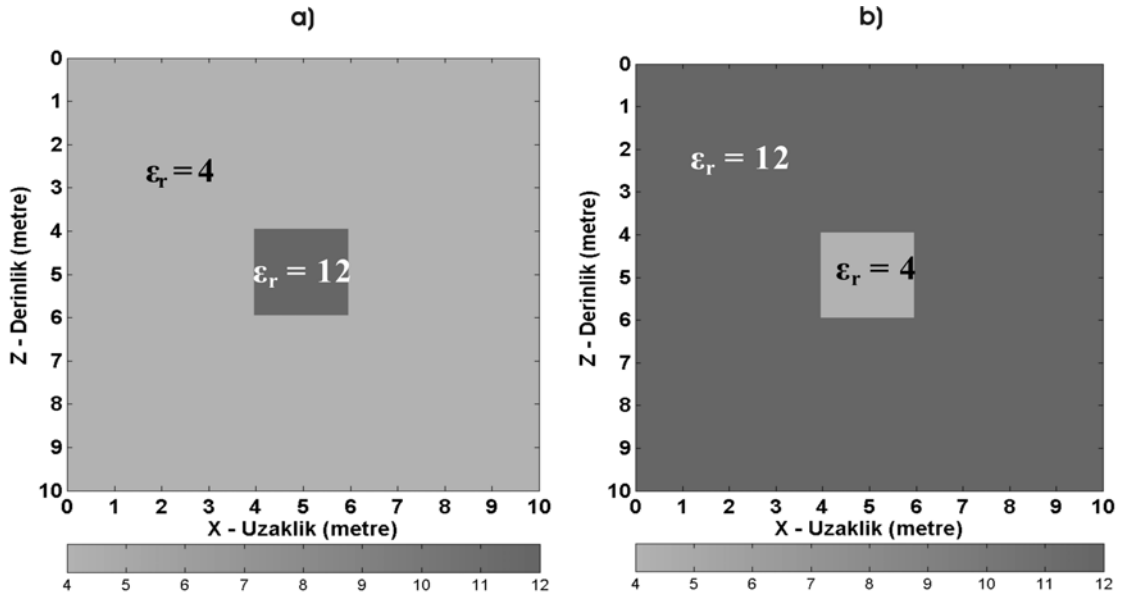 a)
0
1
2
3
4
5
6
7
8
9
10
Z - Derinlik (metre)
εr = 4
εr = 12
0 1 2 3 4 5 6 7 8 9 10
X - Uzaklik (metre)
4 5 6 7 8 9 10 11 12
b)
0
1
2
3
4
5
6
7
8
9
10
Z - Derinlik (metre)
εr = 12
εr = 4
0 1 2 3 4 5 6 7 8 9 10
X - Uzaklik (metre)
4 5 6 7 8 9 10 11 12